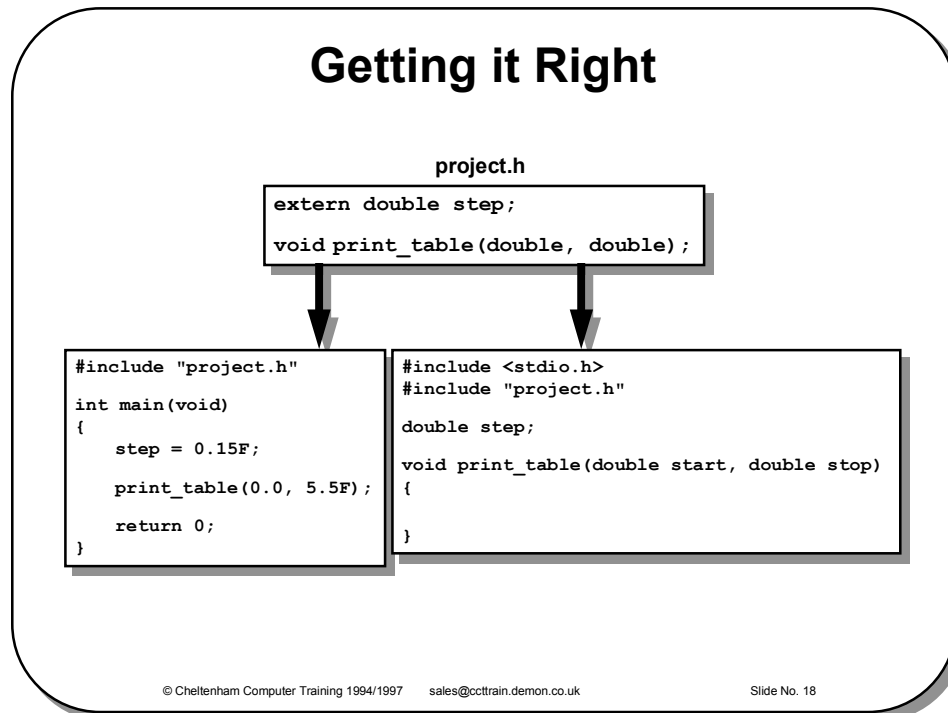 Getting it Right
project.h
extern double step;
void print_table(double, double);
#include "project.h"
int main(void)
{
    step = 0.15F;
    print_table(0.0, 5.5F);
    return 0;
}
#include <stdio.h>
#include "project.h"
double step;
void print_table(double start, double stop)
{
}
© Cheltenham Computer Training 1994/1997 sales@ccttrain.demon.co.uk Slide No. 18